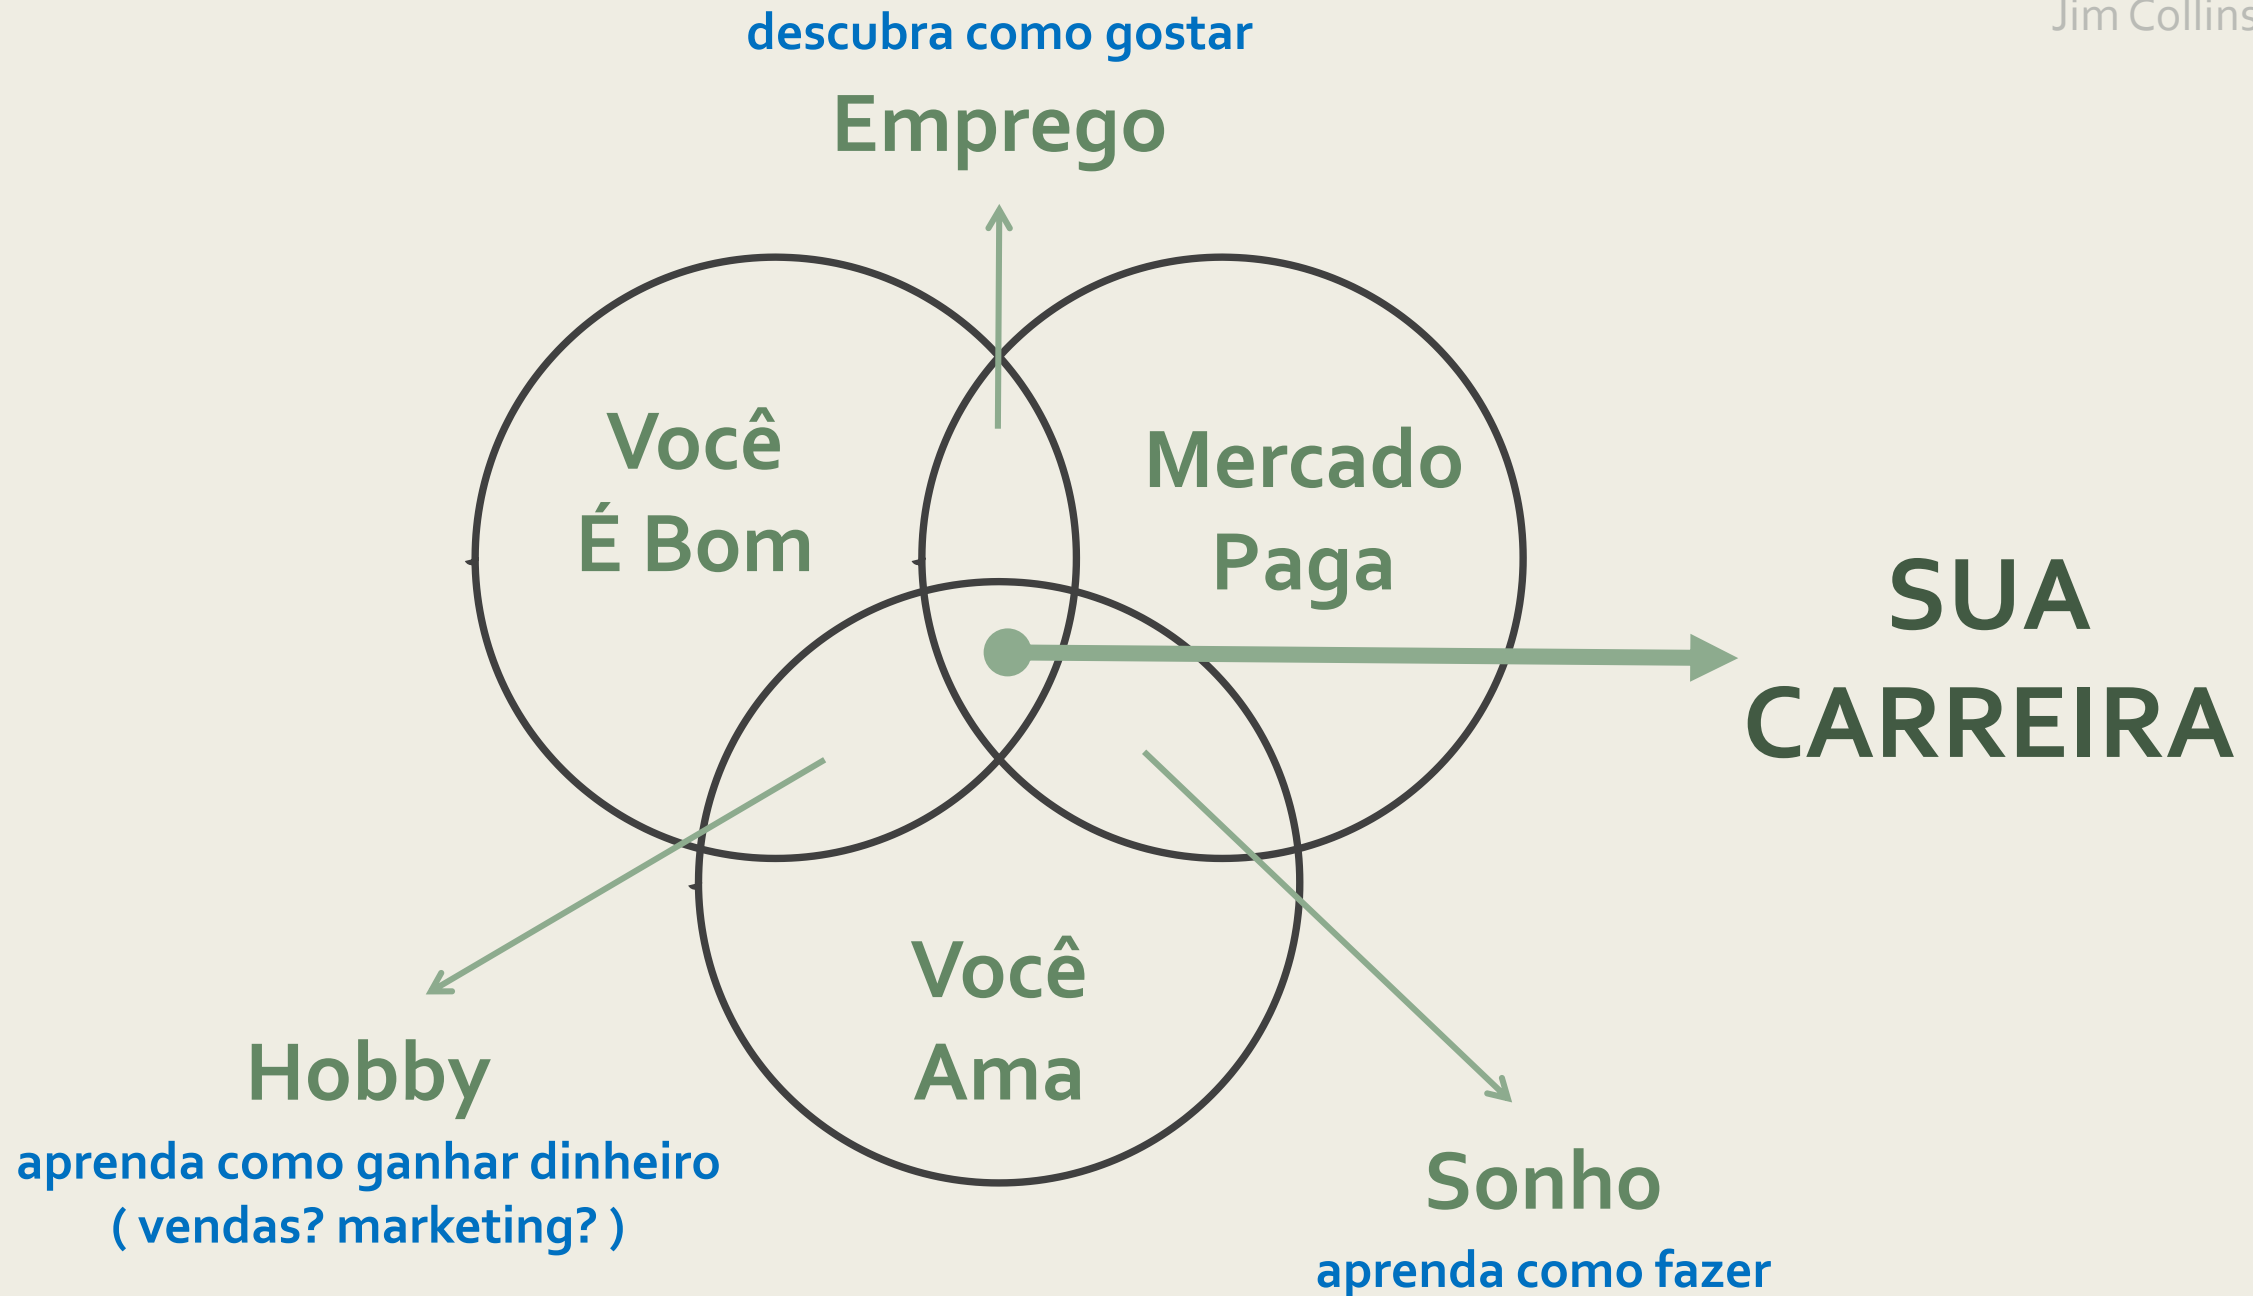 Jim Collins
descubra como gostar
Emprego
Você
É Bom
Mercado
Paga
SUA
CARREIRA
Você
Ama
Hobby
aprenda como ganhar dinheiro
( vendas? marketing? )
Sonho
aprenda como fazer